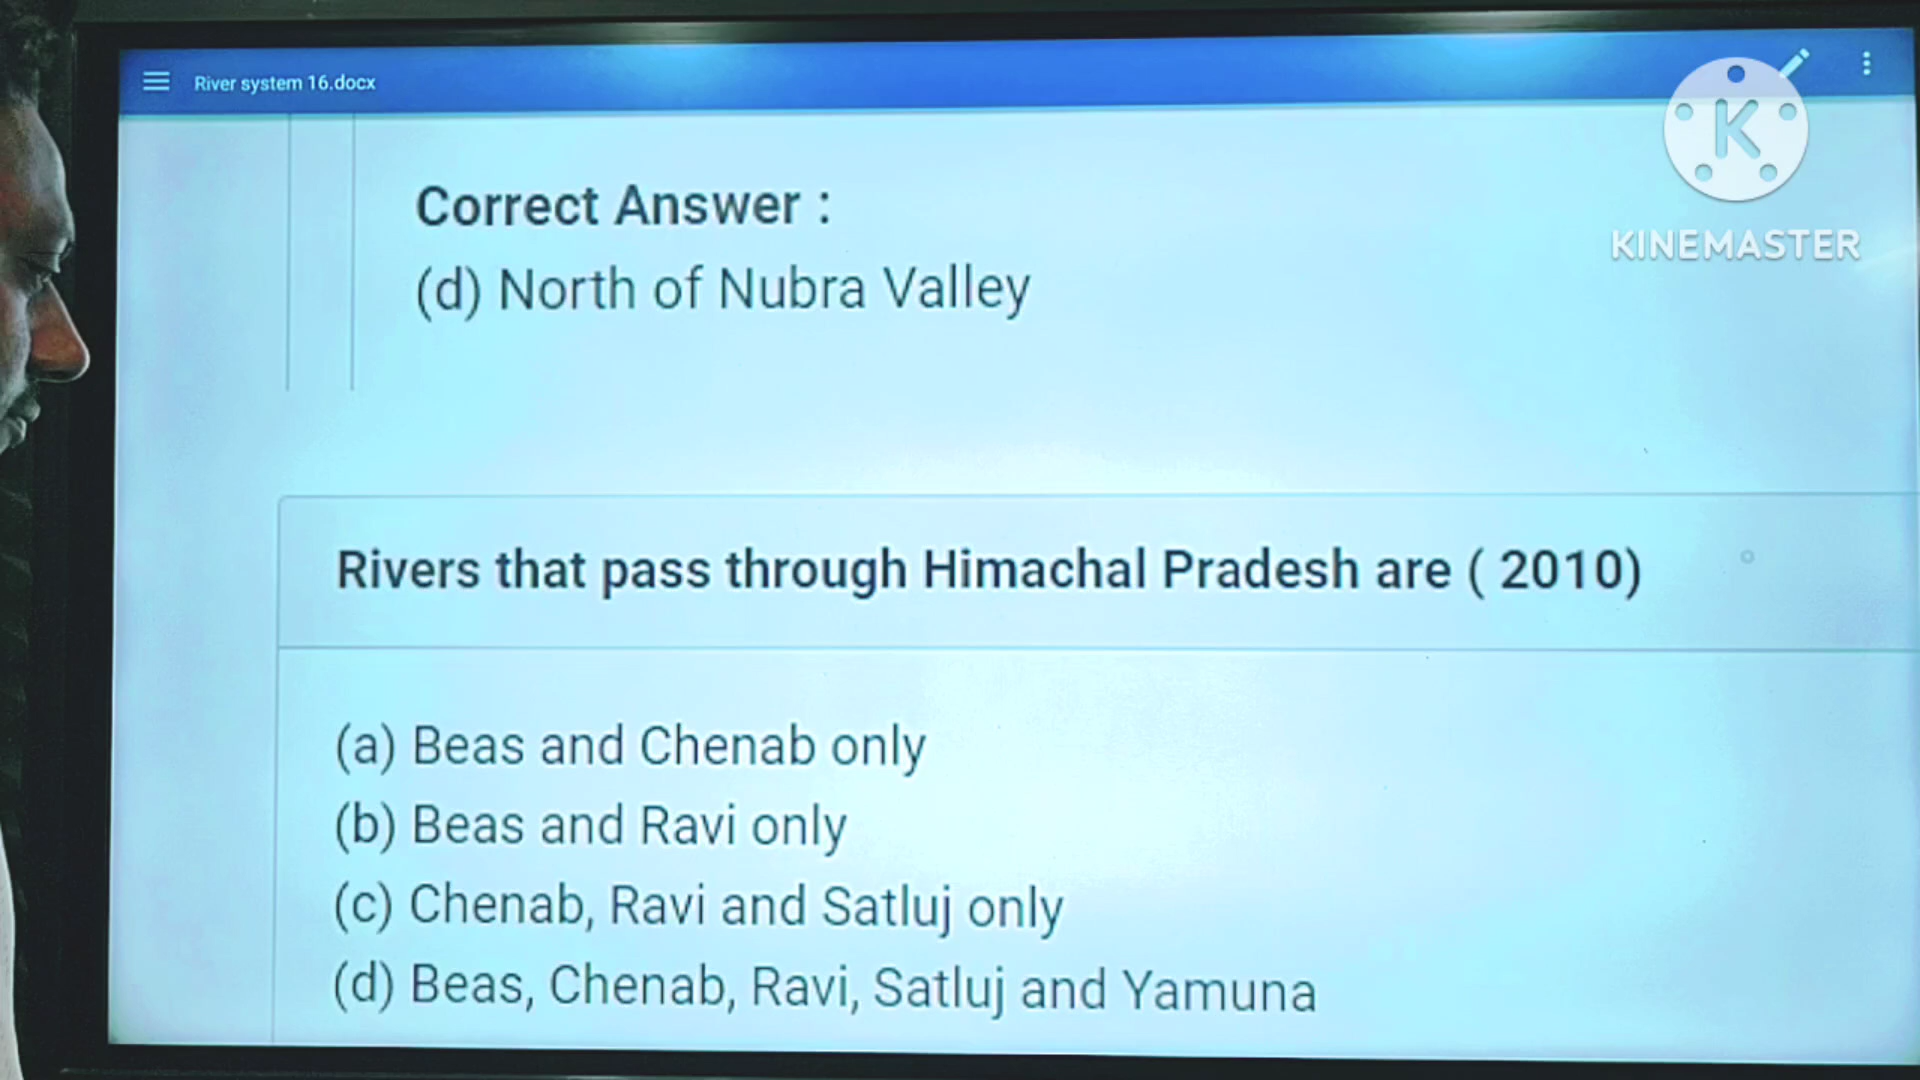 River system 16.docx
K
KINEMASTER
Correct Answer :
(d) North of Nubra Valley
Rivers that pass through Himachal Pradesh are ( 2010)
(a) Beas and Chenab only
(b) Beas and Ravi only
(c) Chenab, Ravi and Satluj only
(d) Beas, Chenab, Ravi, Satluj and Yamuna